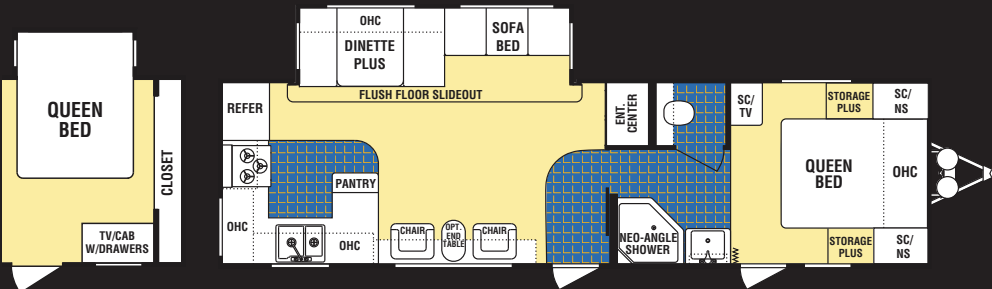 QUEEN
BED
CLOSET
TV/CAB
W/DRAWERS
OHC
DINETTE
PLUS
SOFA
BED
FLUSH FLOOR SLIDEOUT
REFER
PANTRY
OHC
OHC
CHAIR
OPT.
END
TABLE
CHAIR
ENT.
CENTER
NEO-ANGLE
SHOWER
SC/
TV
STORAGE
PLUS
SC/
NS
QUEEN
BED
OHC
STORAGE
PLUS
SC/
NS